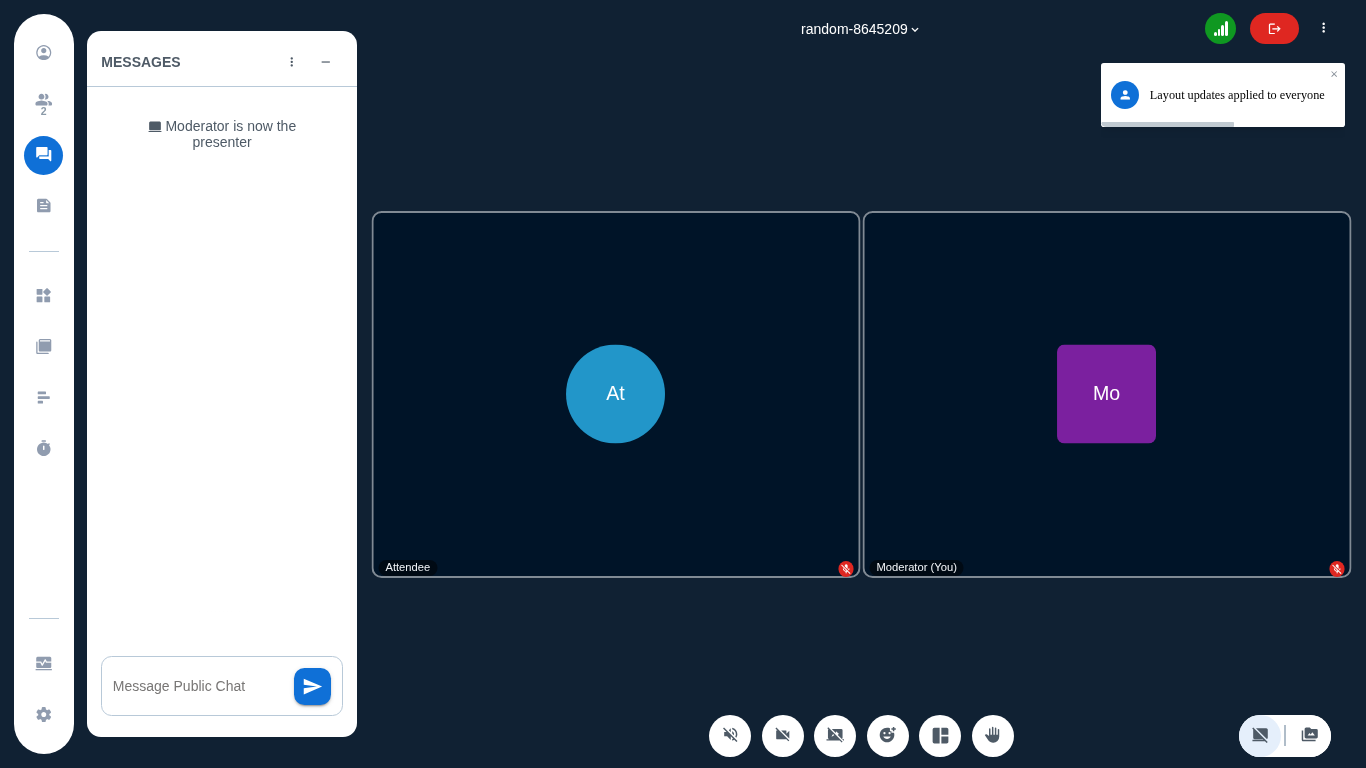 random-8645209
MESSAGES
2
Layout updates applied to everyone
Moderator is now the
presenter
At
Mo
Attendee
Moderator (You)
Message Public Chat